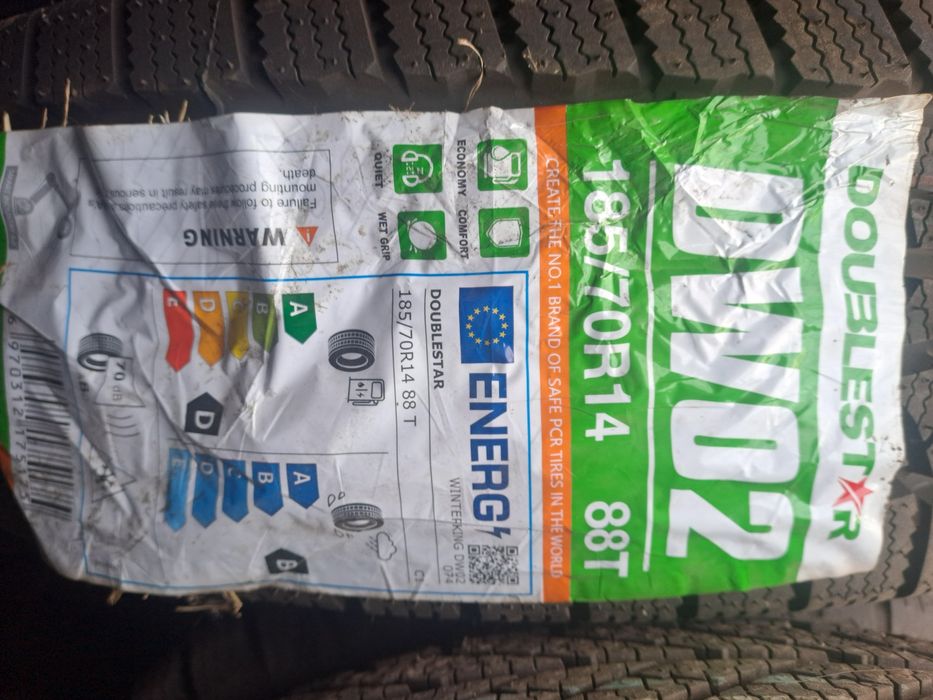 DOUBLESTAR
DW02
185/70R14 88T
CREATE THE NO.1 BRAND OF SAFE PCR TIRES IN THE WORLD
ECONOMY
COMFORT
QUIET
WET GRIP
WARNING
Failure to follow
safety precautions
mounting procedures may result in serious
death.
ENERG
DOUBLESTAR
WINTERKING DW02
185/70R14 88 T
C1
A
B
C
D
E
D
A
B
C
D
E
B
70 dB